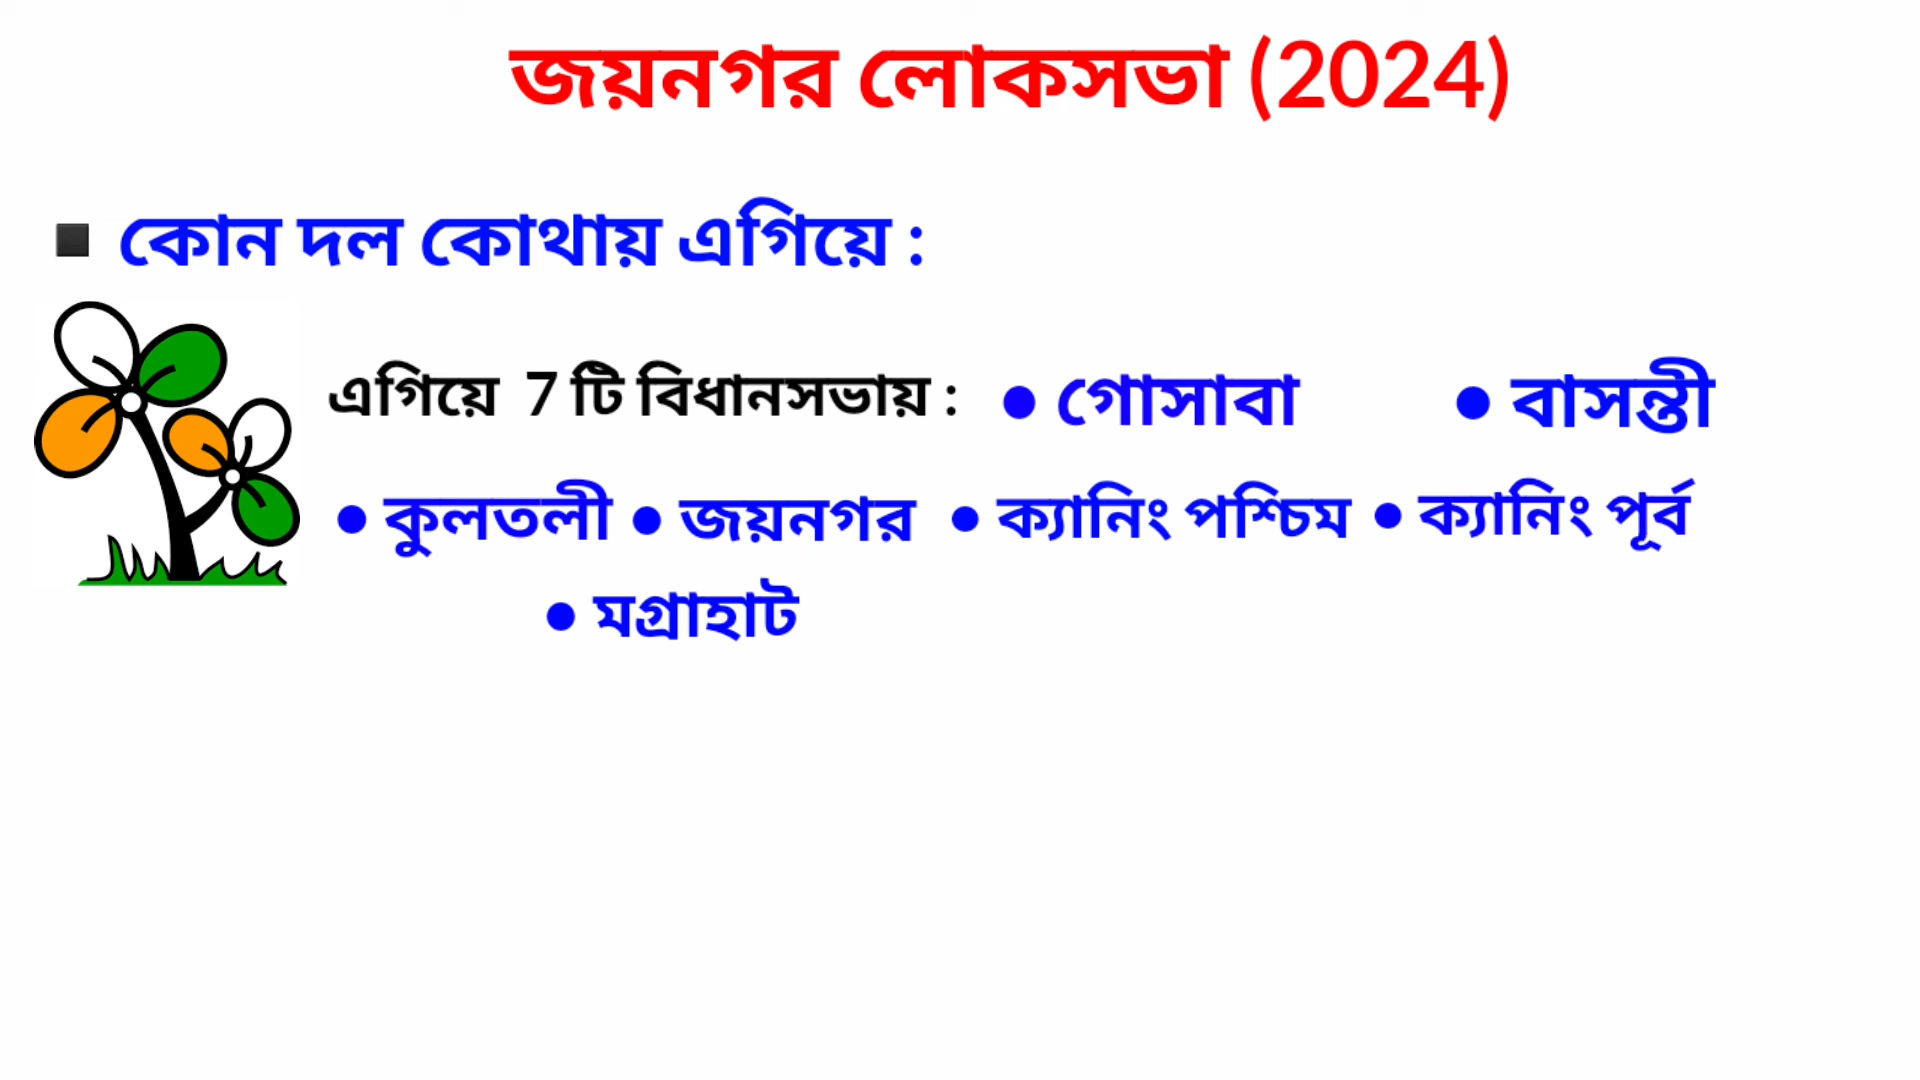 জয়নগর লোকসভা (2024)
▪ কোন দল কোথায় এগিয়ে :
এগিয়ে 7 টি বিধানসভায় : • গোসাবা • বাসন্তী
• কুলতলী • জয়নগর • ক্যানিং পশ্চিম • ক্যানিং পূর্ব
• মগ্রাহাট